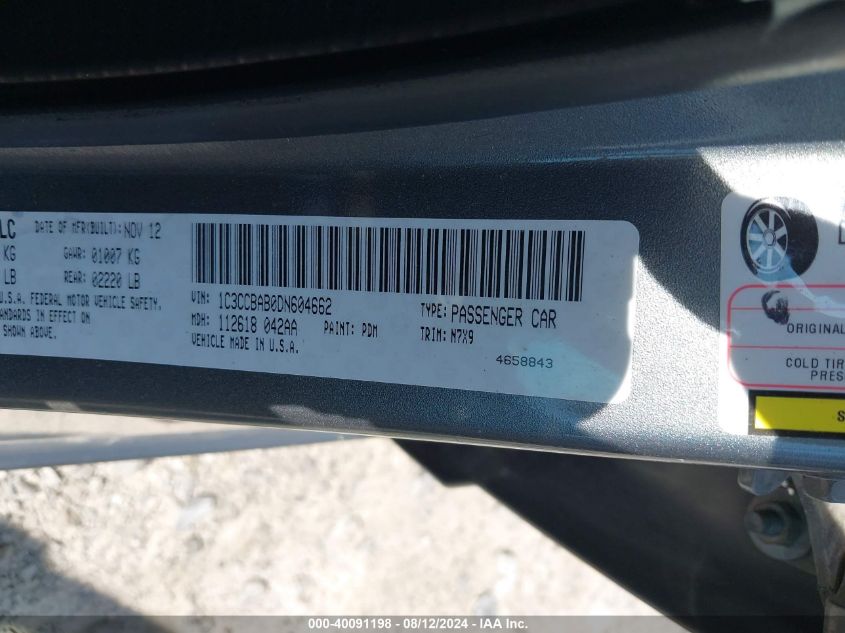 LC DATE OF MFR(BUILT): NOV 12
KG GAWR: 01007 KG
LB REAR: 02220 LB
U.S.A. FEDERAL MOTOR VEHICLE SAFETY,
TANDARDS IN EFFECT ON
SHOWN ABOVE.
VIN: 1C3CCBAB0DN604662 TYPE: PASSENGER CAR
MDH: 112618 042AA PAINT: PDM TRIM: N7X9
VEHICLE MADE IN U.S.A.
4658843
ORIGINAL
COLD TIR
PRES
S
000-40091198 - 08/12/2024 - IAA Inc.